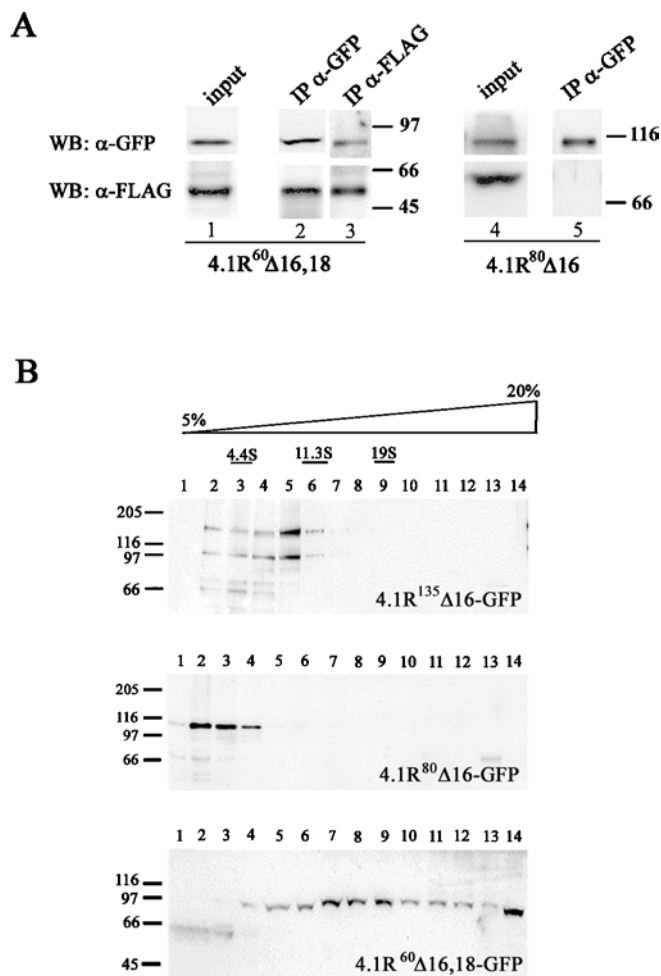 A
input IP α-GFP IP α-FLAG input IP α-GFP
WB: α-GFP
97
116
WB: α-FLAG
66
45
66
1 2 3 4 5
4.1R⁶⁰Δ16,18 4.1R⁸⁰Δ16
B
5% 20%
4.4S 11.3S 19S
1 2 3 4 5 6 7 8 9 10 11 12 13 14
205
116
97
66
4.1R¹³⁵Δ16-GFP
1 2 3 4 5 6 7 8 9 10 11 12 13 14
205
116
97
66
4.1R⁸⁰Δ16-GFP
1 2 3 4 5 6 7 8 9 10 11 12 13 14
116
97
66
45
4.1R⁶⁰Δ16,18-GFP